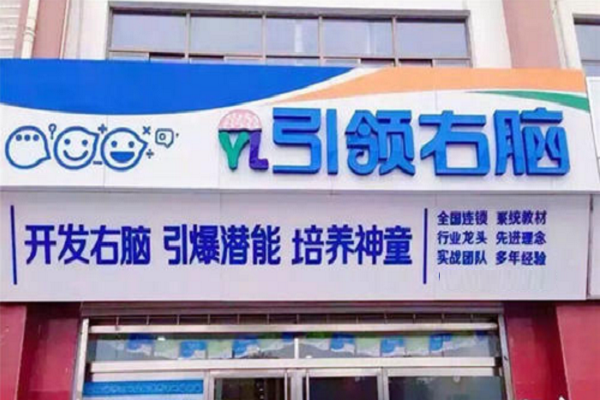 YL引领右脑
开发右脑 引爆潜能 培养神童
全国连锁 系统教材
行业龙头 先进理念
实战团队 多年经验